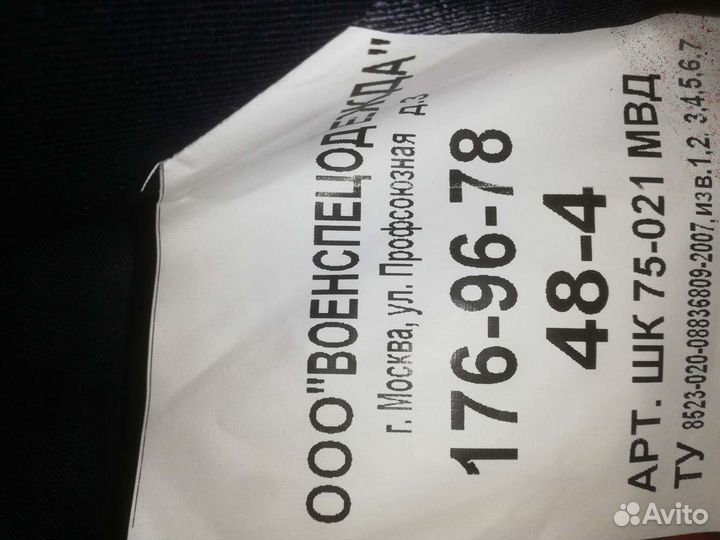 ООО"ВОЕНСПЕЦОДЕЖДА"
г. Москва, ул. Профсоюзная д.3
176-96-78
48-4
АРТ. ШК 75-021 МВД
ТУ 8523-020-08836809-2007, изв.1,2, 3,4,5,6,7
Avito